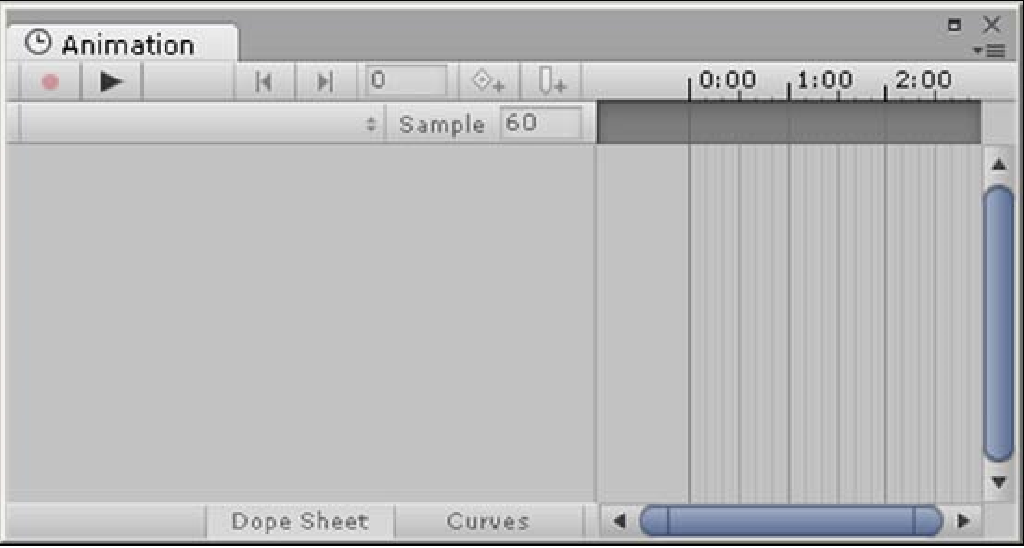 Animation
0 0:00 1:00 2:00
Sample 60
Dope Sheet Curves